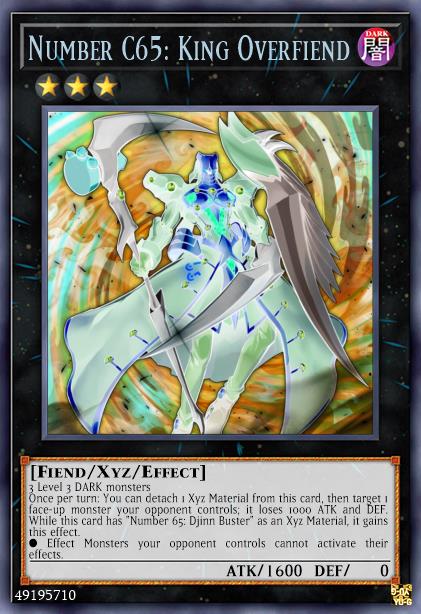 Number C65: King Overfiend
DARK
闇
[Fiend/Xyz/Effect]
3 Level 3 DARK monsters
Once per turn: You can detach 1 Xyz Material from this card, then target 1
face-up monster your opponent controls; it loses 1000 ATK and DEF.
While this card has "Number 65: Djinn Buster" as an Xyz Material, it gains
this effect.
● Effect Monsters your opponent controls cannot activate their
effects.
ATK/1600 DEF/ 0
49195710